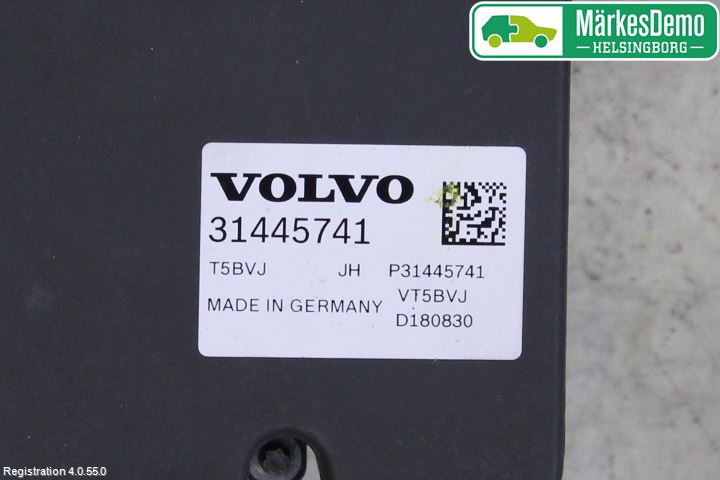 MärkesDemo
HELSINGBORG
VOLVO
31445741
T5BVJ JH P31445741
MADE IN GERMANY VT5BVJ
D180830
Registration 4.0.55.0